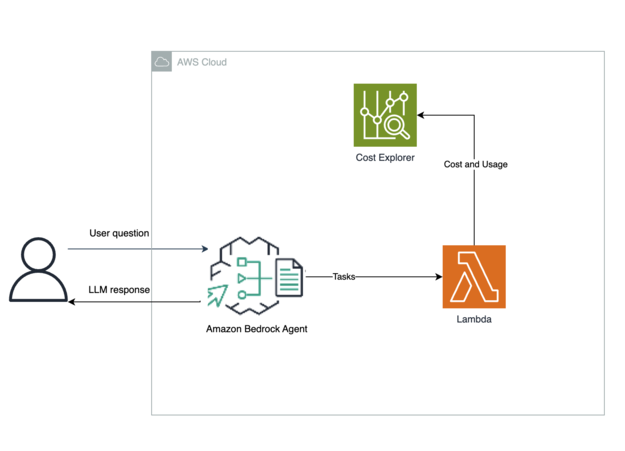 AWS Cloud
Cost Explorer
Cost and Usage
User question
Tasks
LLM response
Lambda
Amazon Bedrock Agent